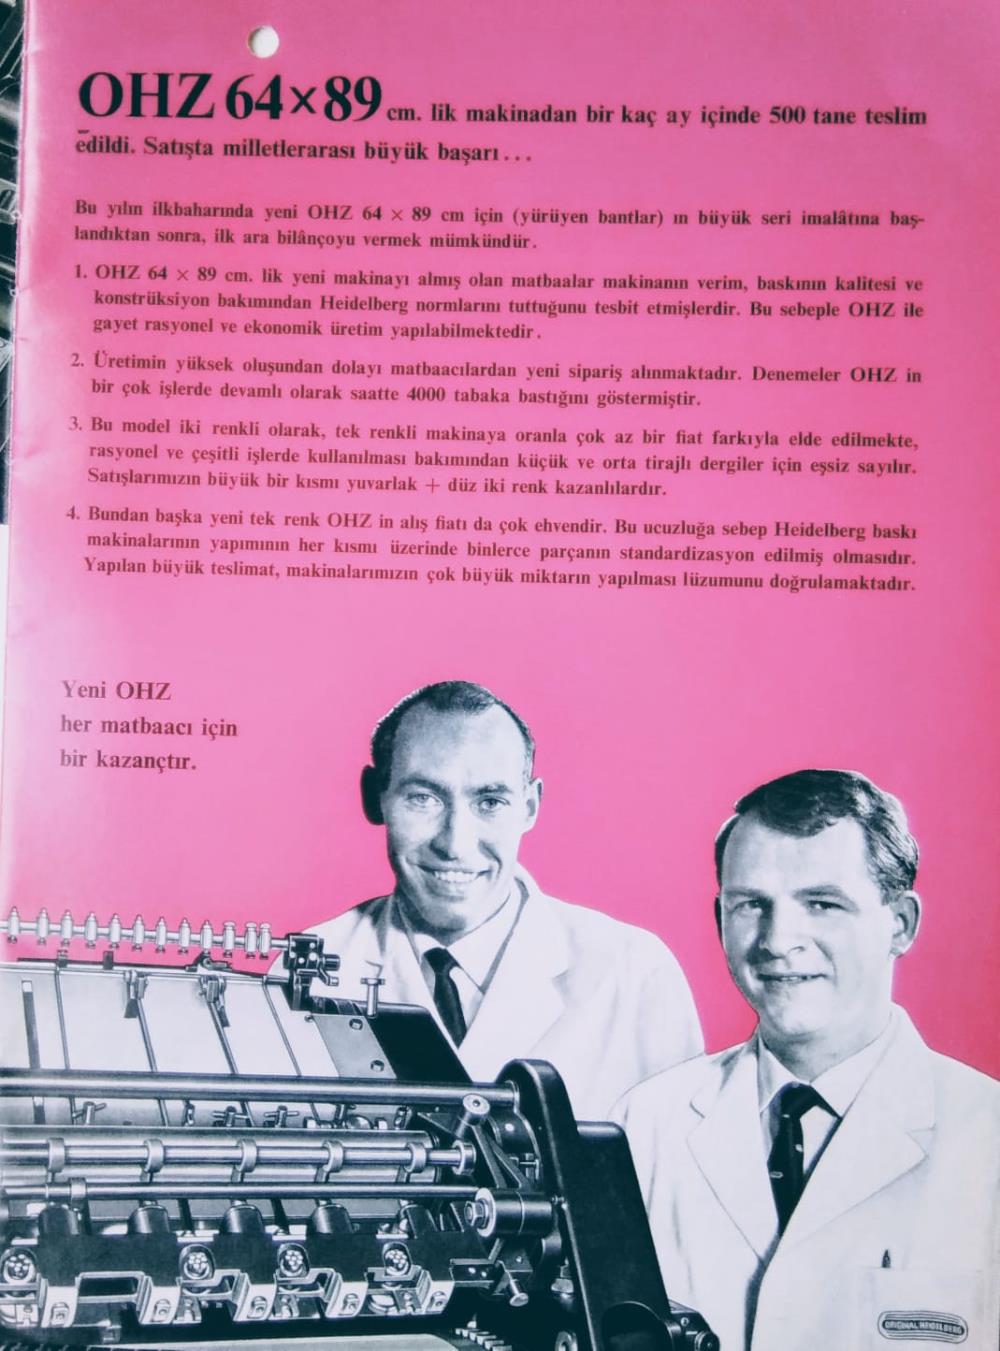 OHZ 64×89 cm. lik makinadan bir kaç ay içinde 500 tane teslim
edildi. Satışta milletlerarası büyük başarı...
Bu yılın ilkbaharında yeni OHZ 64 × 89 cm için (yürüyen bantlar) ın büyük seri imalâtına baş-
landıktan sonra, ilk ara bilânçoyu vermek mümkündür.
1. OHZ 64 × 89 cm. lik yeni makinayı almış olan matbaalar makinanın verim, baskının kalitesi ve
konstrüksiyon bakımından Heidelberg normlarını tuttuğunu tesbit etmişlerdir. Bu sebeple OHZ ile
gayet rasyonel ve ekonomik üretim yapılabilmektedir.
2. Üretimin yüksek oluşundan dolayı matbaacılardan yeni sipariş alınmaktadır. Denemeler OHZ in
bir çok işlerde devamlı olarak saatte 4000 tabaka bastığını göstermiştir.
3. Bu model iki renkli olarak, tek renkli makinaya oranla çok az bir fiat farkıyla elde edilmekte,
rasyonel ve çeşitli işlerde kullanılması bakımından küçük ve orta tirajlı dergiler için eşsiz sayılır.
Satışlarımızın büyük bir kısmı yuvarlak + düz iki renk kazanlılardır.
4. Bundan başka yeni tek renk OHZ in alış fiatı da çok ehvendir. Bu ucuzluğa sebep Heidelberg baskı
makinalarının yapımının her kısmı üzerinde binlerce parçanın standardizasyon edilmiş olmasıdır.
Yapılan büyük teslimat, makinalarımızın çok büyük miktarın yapılması lüzumunu doğrulamaktadır.
Yeni OHZ
her matbaacı için
bir kazançtır.
ORIGINAL HEIDELBERG